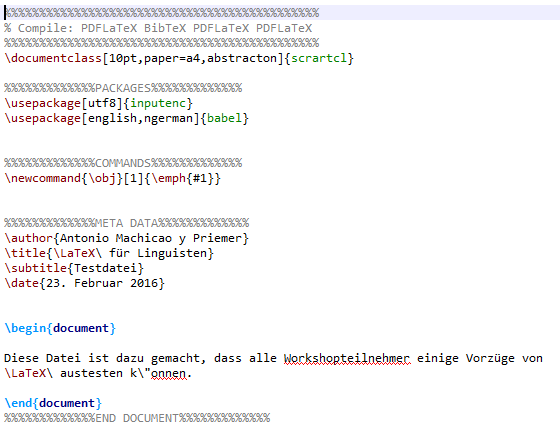 %%%%%%%%%%%%%%%%%%%%%%%%%%%%%%%%%%%%%%%%%%%%%
% Compile: PDFLaTeX BibTeX PDFLaTeX PDFLaTeX
%%%%%%%%%%%%%%%%%%%%%%%%%%%%%%%%%%%%%%%%%%%%%
\documentclass[10pt,paper=a4,abstracton]{scrartcl}
%%%%%%%%%%%%%PACKAGES%%%%%%%%%%%%%
\usepackage[utf8]{inputenc}
\usepackage[english,ngerman]{babel}
%%%%%%%%%%%%%COMMANDS%%%%%%%%%%%%%
\newcommand{\obj}[1]{\emph{#1}}
%%%%%%%%%%%%%META DATA%%%%%%%%%%%%%
\author{Antonio Machicao y Priemer}
\title{\LaTeX\ für Linguisten}
\subtitle{Testdatei}
\date{23. Februar 2016}
\begin{document}
Diese Datei ist dazu gemacht, dass alle Workshopteilnehmer einige Vorzüge von
\LaTeX\ austesten k\"onnen.
\end{document}
%%%%%%%%%%%%%END DOCUMENT%%%%%%%%%%%%%